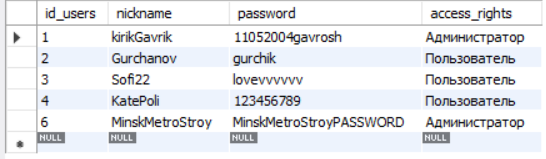 id_users nickname password access_rights
1 kirikGavrik 11052004gavrosh Администратор
2 Gurchanov gurchik Пользователь
3 Sofi22 lovevvvvvv Пользователь
4 KatePoli 123456789 Пользователь
6 MinskMetroStroy MinskMetroStroyPASSWORD Администратор
NULL NULL NULL NULL